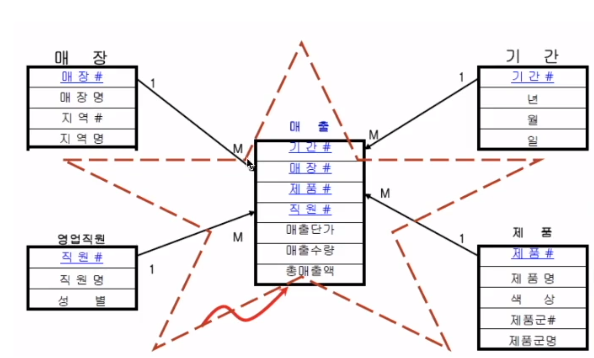 매 장
매 장 #
매 장 명
지 역 #
지 역 명
기 간
기 간 #
년
월
일
매 출
기 간 #
매 장 #
제 품 #
직 원 #
매출단가
매출수량
총매출액
영업직원
직 원 #
직 원 명
성 별
제 품
제 품 #
제 품 명
색 상
제품군#
제품군명
1
M
1
M
M
1
M
1